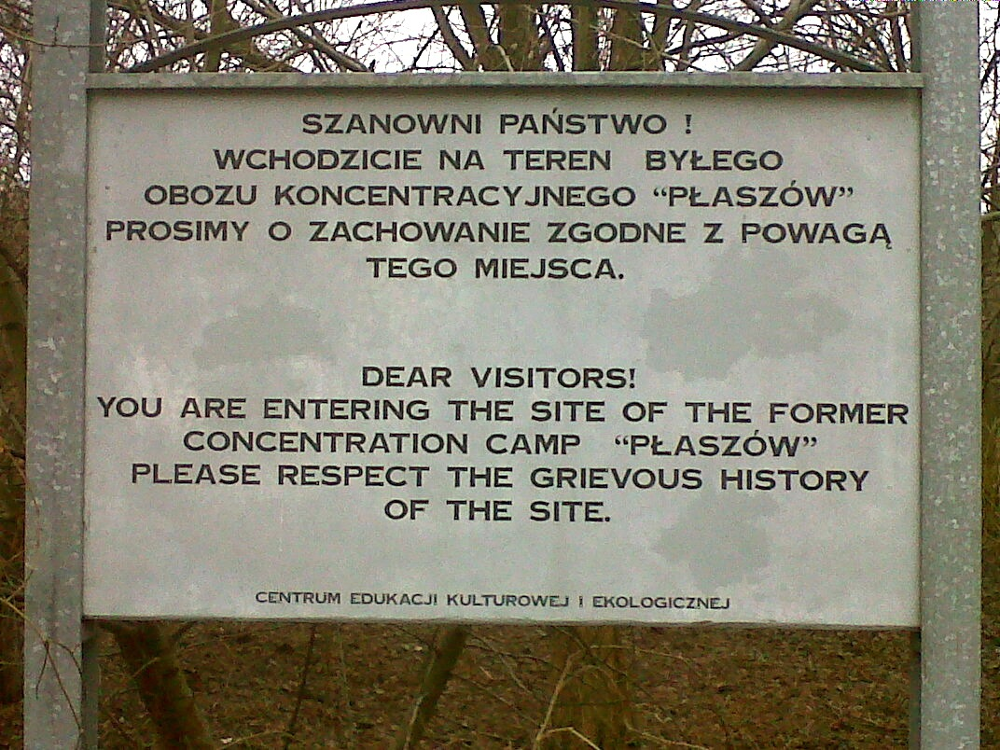 SZANOWNI PAŃSTWO !
WCHODZICIE NA TEREN BYŁEGO
OBOZU KONCENTRACYJNEGO “PŁASZÓW”
PROSIMY O ZACHOWANIE ZGODNE Z POWAGĄ
TEGO MIEJSCA.
DEAR VISITORS!
YOU ARE ENTERING THE SITE OF THE FORMER
CONCENTRATION CAMP “PŁASZÓW”
PLEASE RESPECT THE GRIEVOUS HISTORY
OF THE SITE.
CENTRUM EDUKACJI KULTUROWEJ I EKOLOGICZNEJ